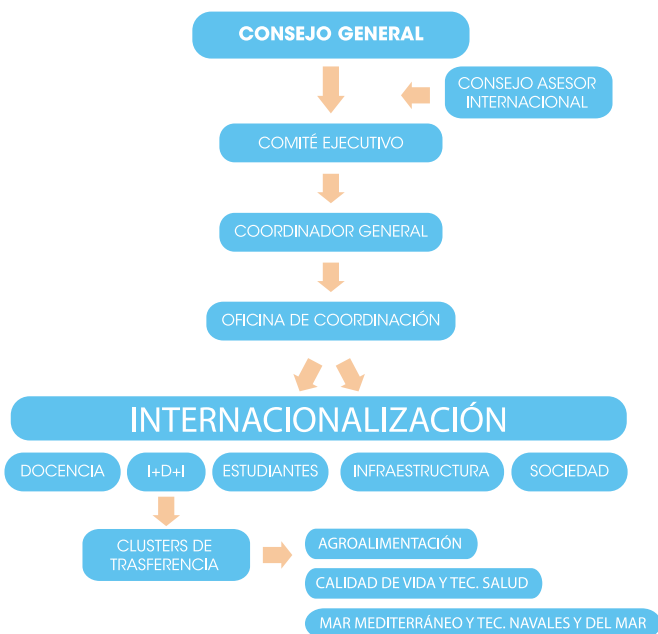 CONSEJO GENERAL
CONSEJO ASESOR
INTERNACIONAL
COMITÉ EJECUTIVO
COORDINADOR GENERAL
OFICINA DE COORDINACIÓN
INTERNACIONALIZACIÓN
DOCENCIA
I+D+I
ESTUDIANTES
INFRAESTRUCTURA
SOCIEDAD
CLUSTERS DE
TRASFERENCIA
AGROALIMENTACIÓN
CALIDAD DE VIDA Y TEC. SALUD
MAR MEDITERRÁNEO Y TEC. NAVALES Y DEL MAR